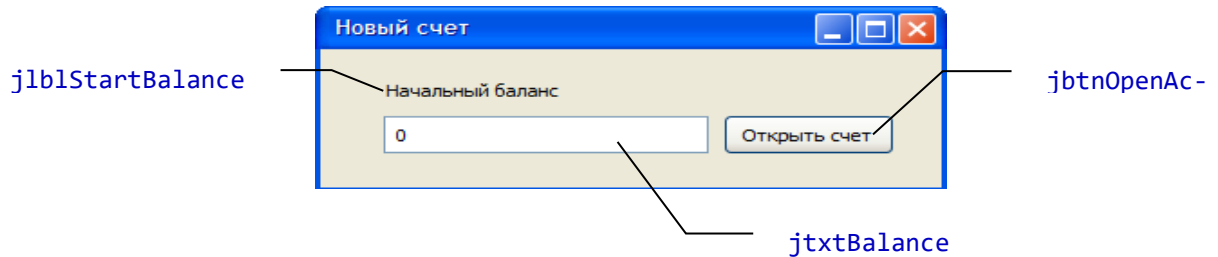 Новый счет
jlblStartBalance
jbtnOpenAc-
Начальный баланс
0
Открыть счет
jtxtBalance